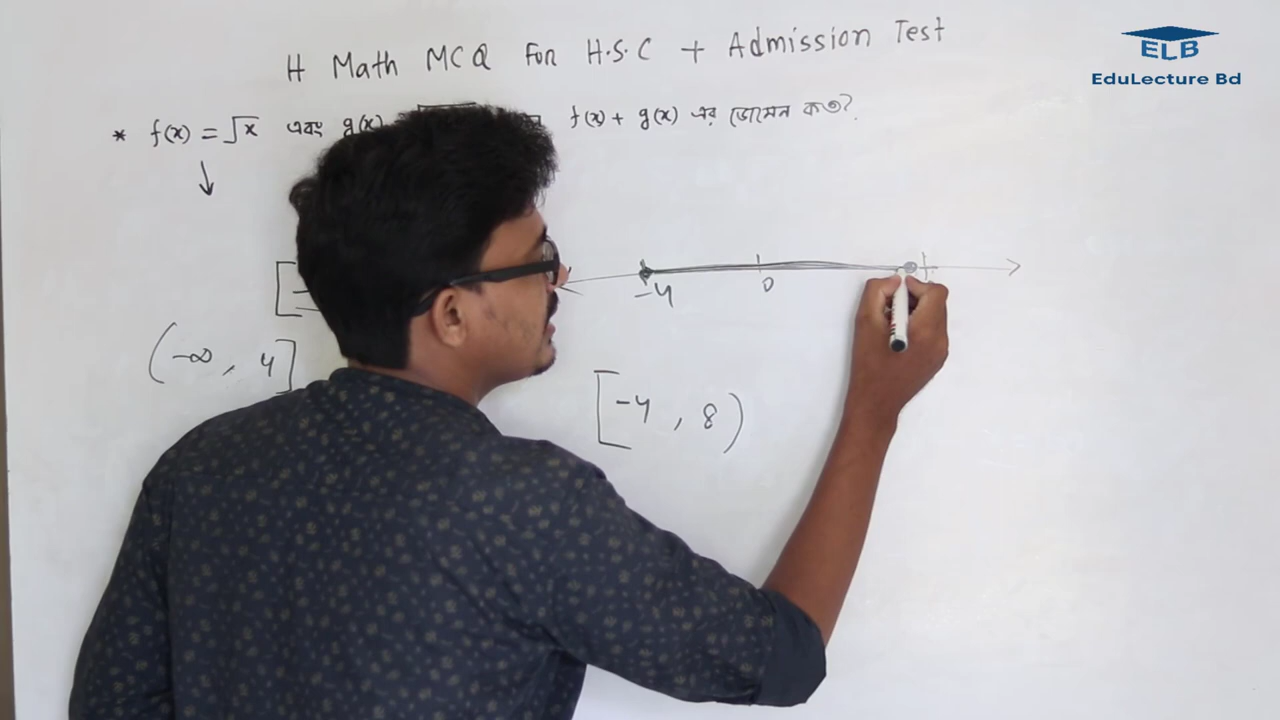 H Math MCQ For H.S.C + Admission Test
ELB
EduLecture Bd
* f(x) = √x এবং g(x) f(x) + g(x) এর ডোমেন কত?
-4 0
(-∞, 4]
[-4, 8)